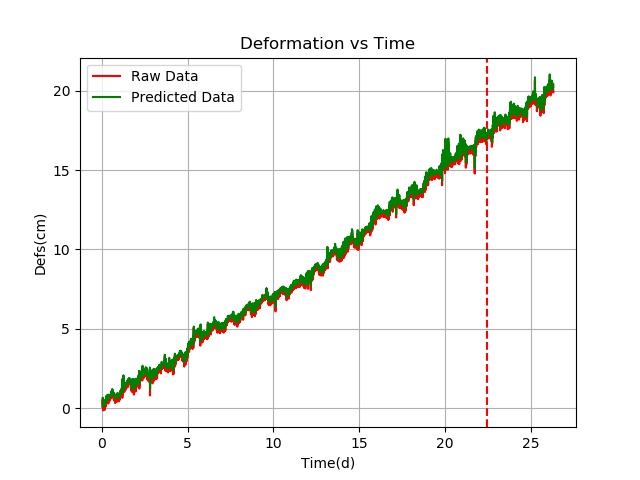 Deformation vs Time
Raw Data
Predicted Data
20
15
10
5
0
Defs(cm)
0 5 10 15 20 25
Time(d)